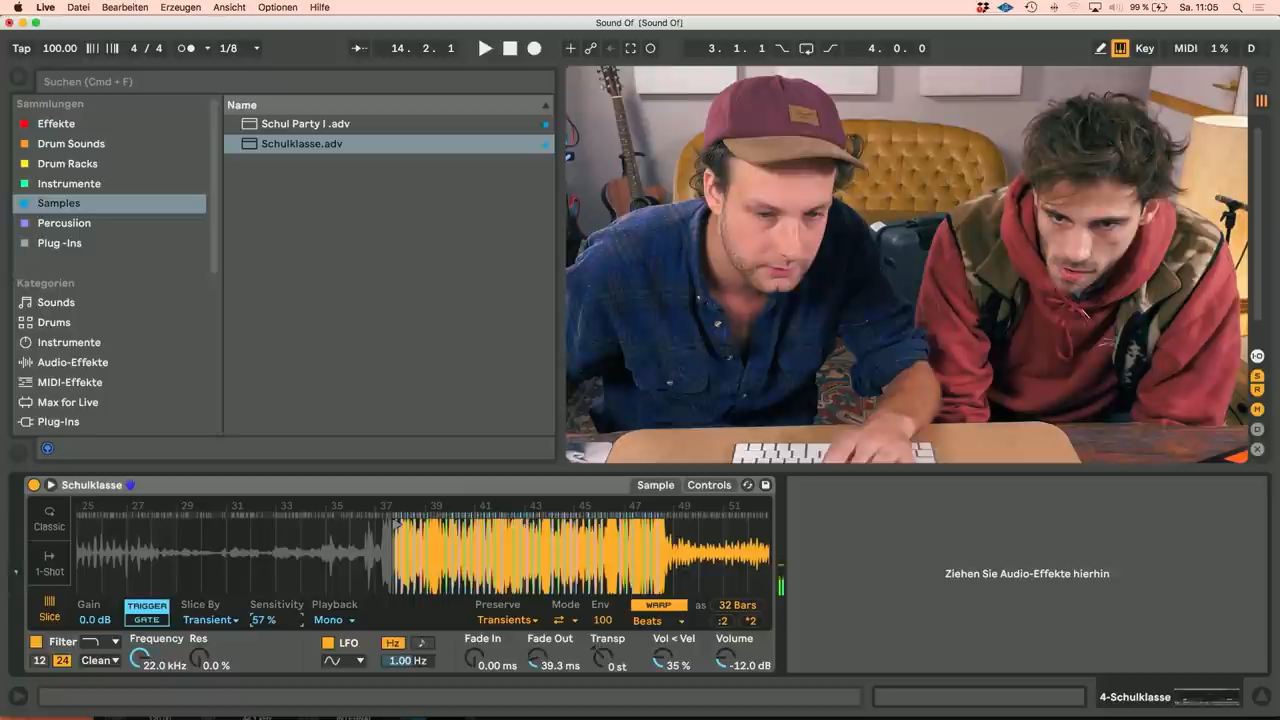 Live Datei Bearbeiten Erzeugen Ansicht Optionen Hilfe 99 % Sa. 11:05
Sound Of [Sound Of]
Tap 100.00 4 / 4 1/8 14. 2. 1 3. 1. 1 4. 0. 0 Key MIDI 1 % D
Suchen (Cmd + F)
Sammlungen
Effekte
Drum Sounds
Drum Racks
Instrumente
Samples
Percusiion
Plug-Ins
Kategorien
Sounds
Drums
Instrumente
Audio-Effekte
MIDI-Effekte
Max for Live
Plug-Ins
Name
Schul Party I .adv
Schulklasse.adv
I·O
S
R
M
D
X
Schulklasse Sample Controls
25 27 29 31 33 35 37 39 41 43 45 47 49 51
Classic
1-Shot
Slice
Gain TRIGGER Slice By Sensitivity Playback Preserve Mode Env WARP as 32 Bars
0.0 dB GATE Transient 57 % Mono Transients 100 Beats :2 *2
Filter Frequency Res LFO Hz Fade In Fade Out Transp Vol < Vel Volume
12 24 Clean 22.0 kHz 0.0 % 1.00 Hz 0.00 ms 39.3 ms 0 st 35 % -12.0 dB
Ziehen Sie Audio-Effekte hierhin
4-Schulklasse